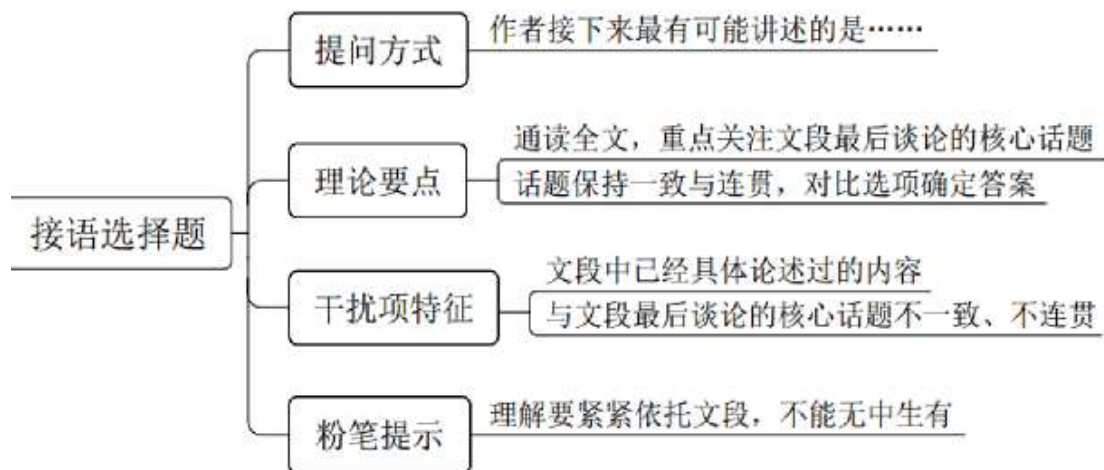 提问方式
作者接下来最有可能讲述的是……
理论要点
通读全文，重点关注文段最后谈论的核心话题
话题保持一致与连贯，对比选项确定答案
接语选择题
干扰项特征
文段中已经具体论述过的内容
与文段最后谈论的核心话题不一致、不连贯
粉笔提示
理解要紧紧依托文段，不能无中生有